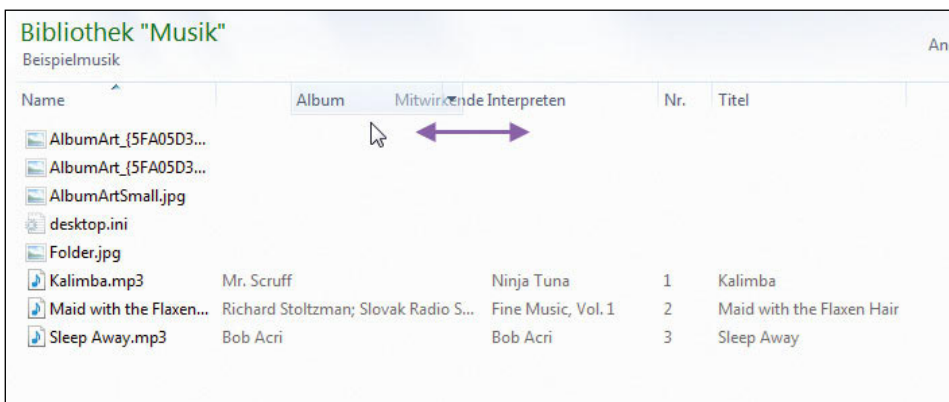 Bibliothek "Musik"
Beispielmusik
An
Name Album Mitwirkende Interpreten Nr. Titel
AlbumArt_{5FA05D3...
AlbumArt_{5FA05D3...
AlbumArtSmall.jpg
desktop.ini
Folder.jpg
Kalimba.mp3 Mr. Scruff Ninja Tuna 1 Kalimba
Maid with the Flaxen... Richard Stoltzman; Slovak Radio S... Fine Music, Vol. 1 2 Maid with the Flaxen Hair
Sleep Away.mp3 Bob Acri Bob Acri 3 Sleep Away